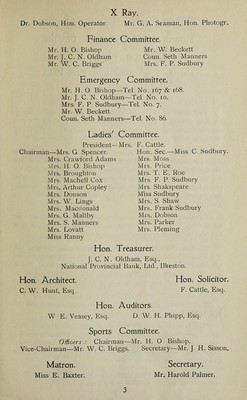 X Ray.
Dr. Dobson, Hon. Operator. Mr. G. A. Seaman, Hon. Photogr.
Finance Committee.
Mr. H. O. Bishop Mr. W. Beckett
Mr. J. C. N. Oldham Coun. Seth Manners
Mr. W. C. Briggs Mrs. F. P. Sudbury
Emergency Committee.
Mr. H. O. Bishop—Tel. No. 167 & 168.
Mr. J. C. N. Oldham—Tel No. 10.
Mrs. F. P. Sudbury—Tel. No. 7.
Mr. W. Beckett.
Coun. Seth Manners—Tel. No. 86.
Ladies' Committee.
President—Mrs. F. Cattle.
Chairman—Mrs. G. Spencer. Hon. Sec.—Miss C. Sudbury.
Mrs. Crawford Adams Mrs. Moss
Mrs. H. O. Bishop Mrs. Price
Mrs. Broughton Mrs. T. E. Roe
Mrs. Machell Cox Mrs. F. P. Sudbury
Mrs. Arthur Copley Mrs. Shakspeare
Mrs. Donson Miss Sudbury
Mrs. W. Lings Mrs. S. Shaw
Mrs. Macdonald Mrs. Frank Sudbury
Mrs. G. Maltby Mrs. Dobson
Mrs. S. Manners Mrs. Parker
Mrs. Lovatt Mrs. Pleming
Miss Ranny
Hon. Treasurer.
J. C. N. Oldham, Esq.,
National Provincial Bank, Ltd., Ilkeston.
Hon. Architect. Hon. Solicitor.
C. W. Hunt, Esq. F. Cattle, Esq.
Hon. Auditors.
W E. Veasey, Esq. D. W. H. Phipp, Esq.
Sports Committee.
Officers: Chairman—Mr. H. O Bishop.
Vice-Chairman—Mr. W. C. Briggs. Secretary—Mr. J. H. Sisson,
Matron. Secretary.
Miss E. Baxter. Mr, Harold Palmer.
3